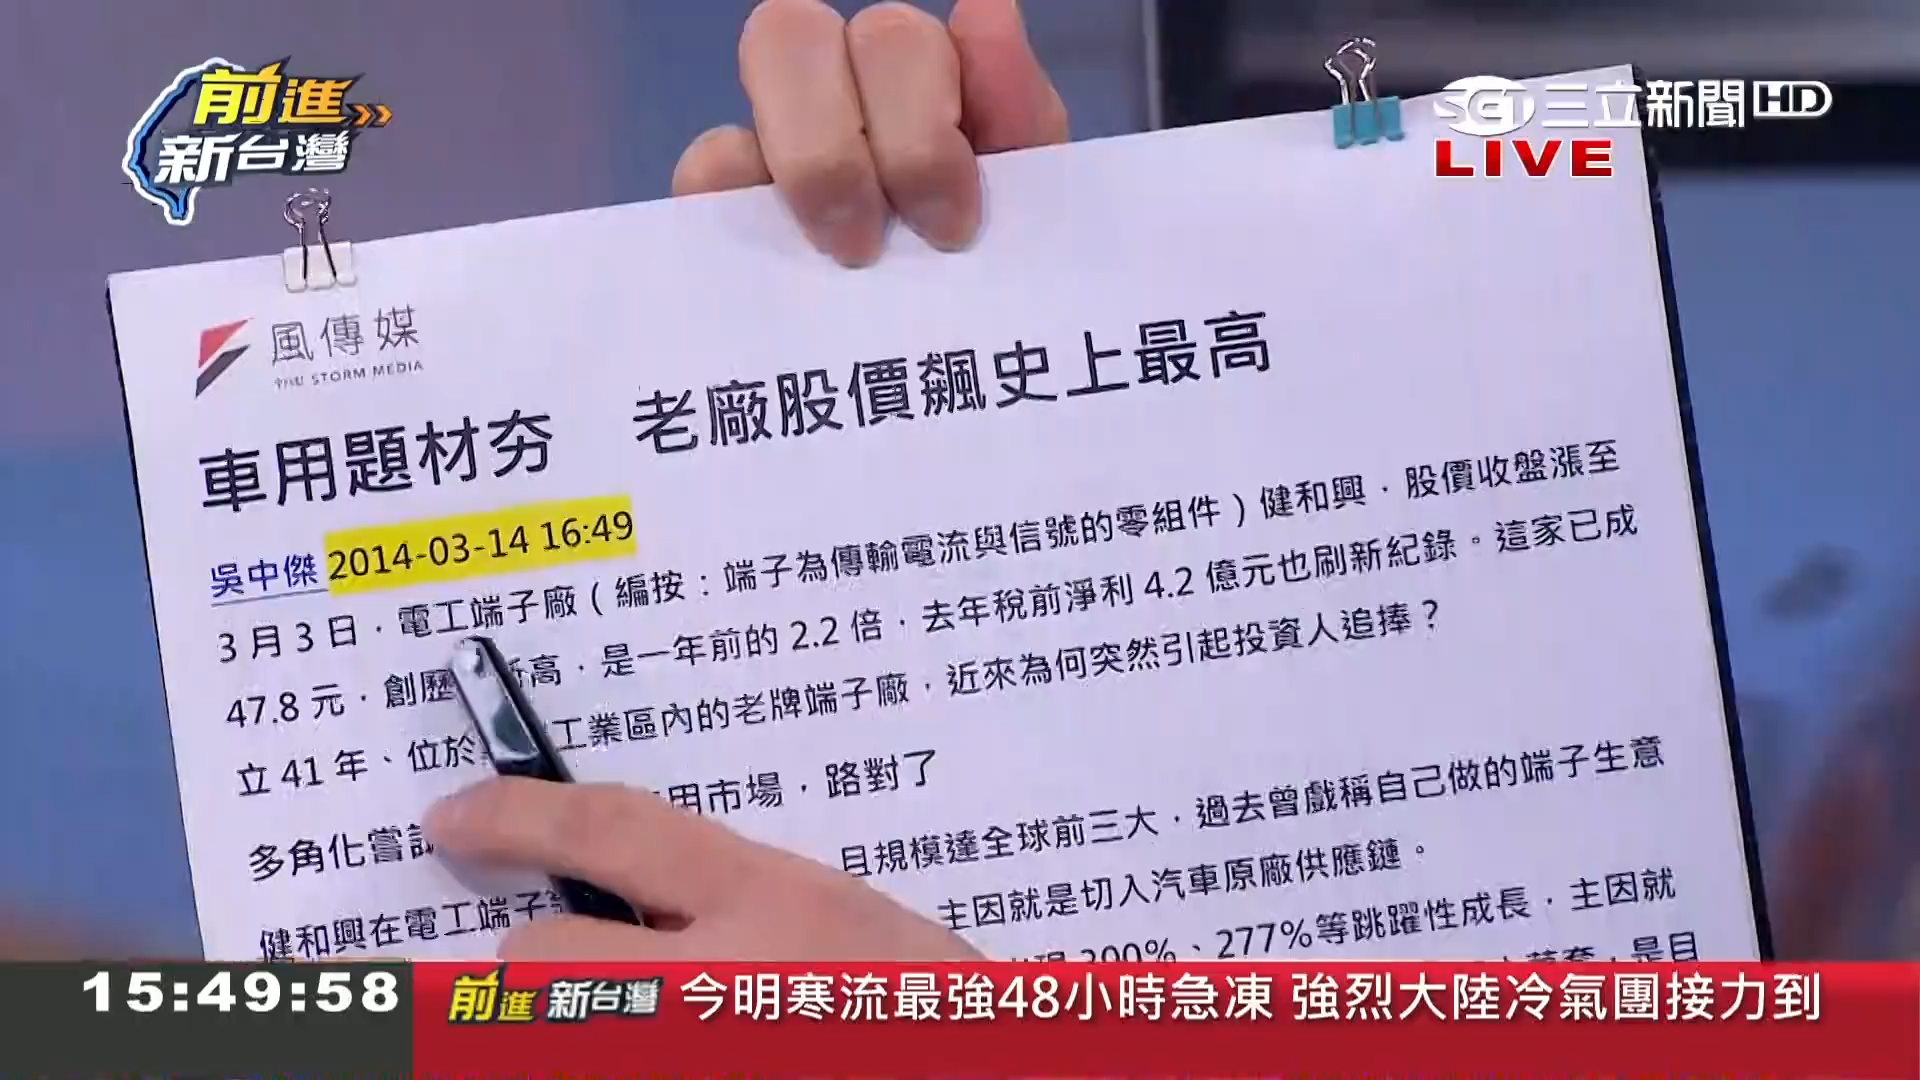 前進
新台灣
SET三立新聞HD
LIVE
風傳媒
THE STORM MEDIA
車用題材夯 老廠股價飆史上最高
吳中傑 2014-03-14 16:49
3月3日,電工端子廠(編按:端子為傳輸電流與信號的零組件)健和興,股價收盤漲至
47.8元,創歷 新高,是一年前的2.2倍,去年稅前淨利4.2億元也刷新紀錄。這家已成
立41年、位於 工業區內的老牌端子廠,近來為何突然引起投資人追捧?
多角化嘗試 用市場,路對了
健和興在電工端子 且規模達全球前三大,過去曾戲稱自己做的端子生意
主因就是切入汽車原廠供應鏈。
300%、277%等跳躍性成長,主因就
是目
15:49:58
前進新台灣 今明寒流最強48小時急凍 強烈大陸冷氣團接力到